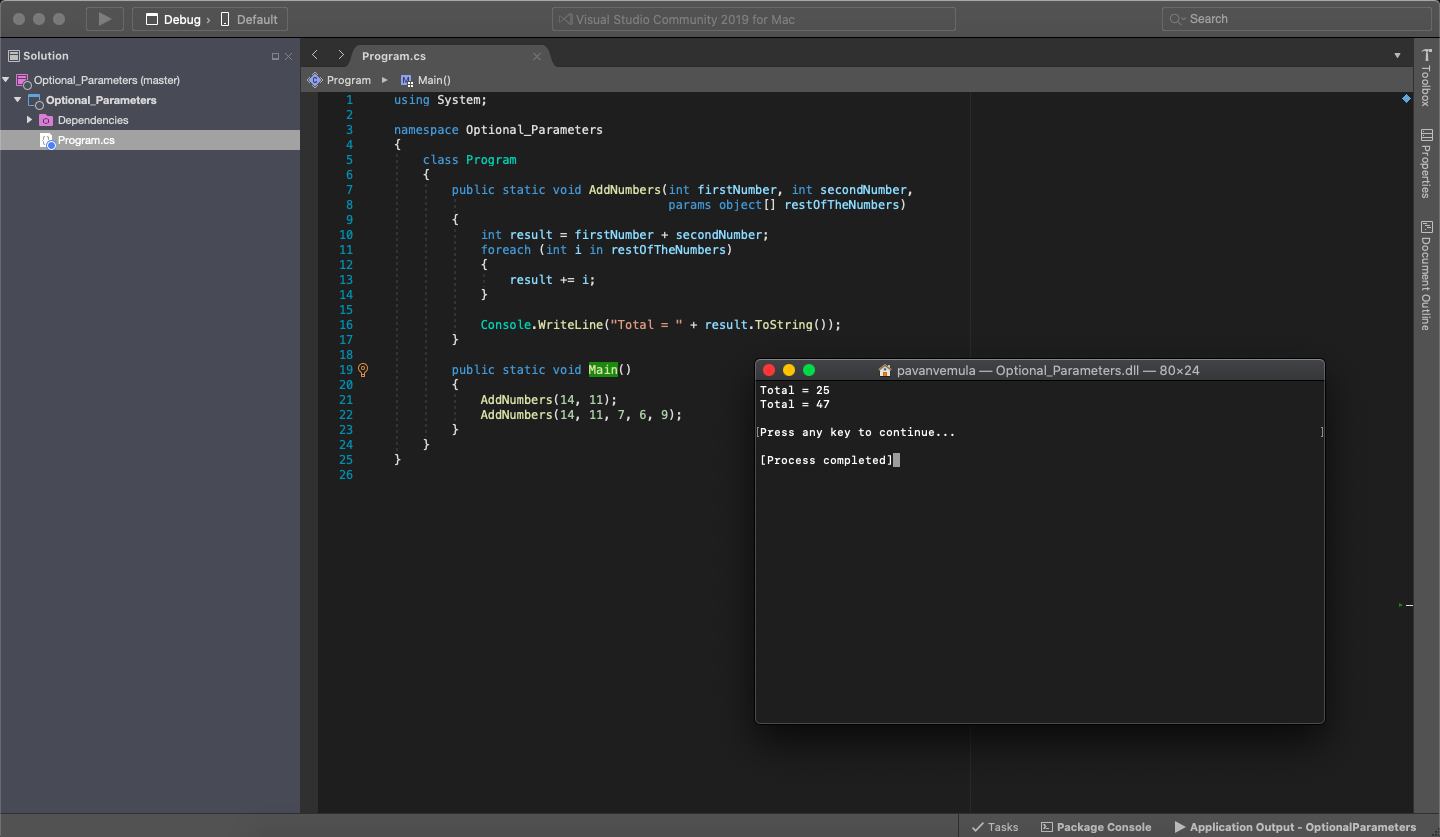 Debug › Default
Visual Studio Community 2019 for Mac
Search
Solution
Program.cs
Optional_Parameters (master)
Optional_Parameters
Dependencies
Program.cs
Program
Main()
1 using System;
2
3 namespace Optional_Parameters
4 {
5 class Program
6 {
7 public static void AddNumbers(int firstNumber, int secondNumber,
8 params object[] restOfTheNumbers)
9 {
10 int result = firstNumber + secondNumber;
11 foreach (int i in restOfTheNumbers)
12 {
13 result += i;
14 }
15
16 Console.WriteLine("Total = " + result.ToString());
17 }
18
19 public static void Main()
20 {
21 AddNumbers(14, 11);
22 AddNumbers(14, 11, 7, 6, 9);
23 }
24 }
25 }
26
pavanvemula — Optional_Parameters.dll — 80×24
Total = 25
Total = 47
[Press any key to continue... ]
[Process completed]
Toolbox
Properties
Document Outline
Tasks
Package Console
Application Output - OptionalParameters